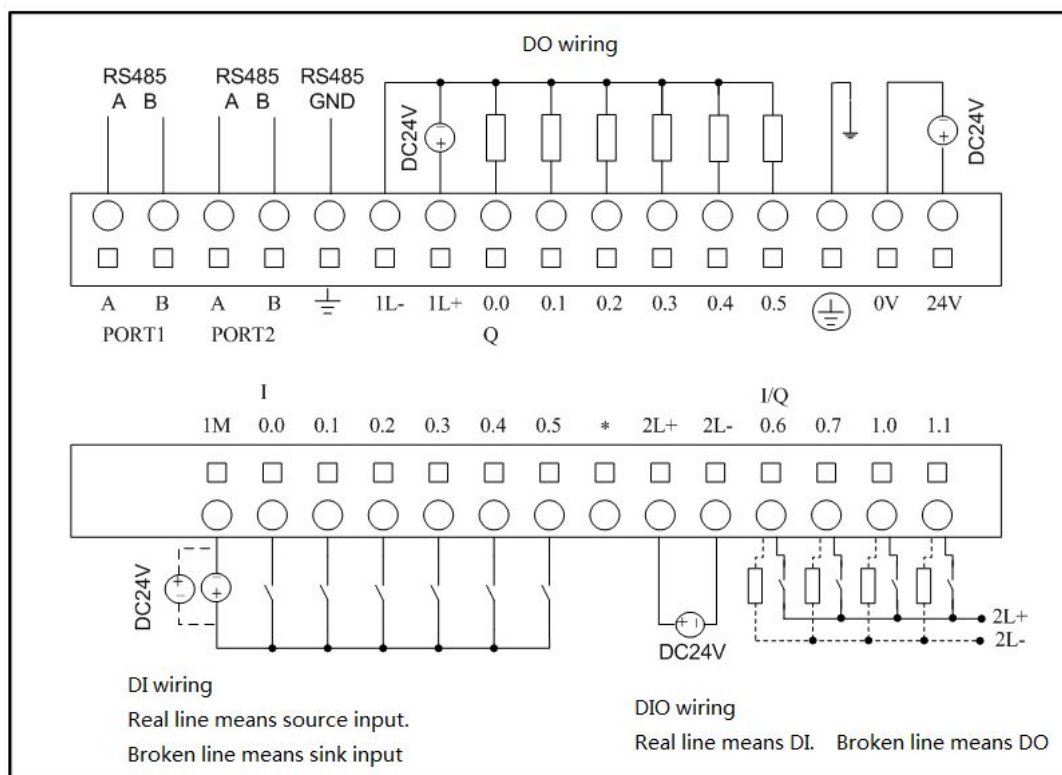 DO wiring
RS485 RS485 RS485
A B A B GND
DC24V
DC24V
A B A B 1L- 1L+ 0.0 0.1 0.2 0.3 0.4 0.5 0V 24V
PORT1 PORT2 Q
I I/Q
1M 0.0 0.1 0.2 0.3 0.4 0.5 * 2L+ 2L- 0.6 0.7 1.0 1.1
DC24V
2L+
2L-
DC24V
DI wiring
Real line means source input.
Broken line means sink input
DIO wiring
Real line means DI. Broken line means DO